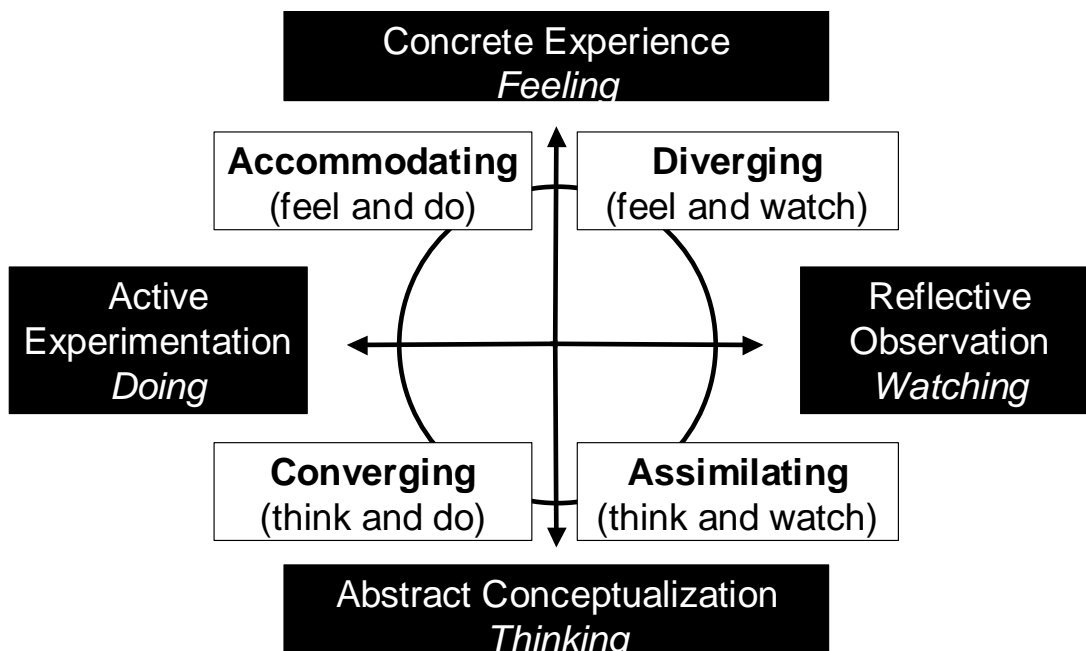 Concrete Experience
Feeling
Accommodating
(feel and do)
Diverging
(feel and watch)
Active
Experimentation
Doing
Reflective
Observation
Watching
Converging
(think and do)
Assimilating
(think and watch)
Abstract Conceptualization
Thinking